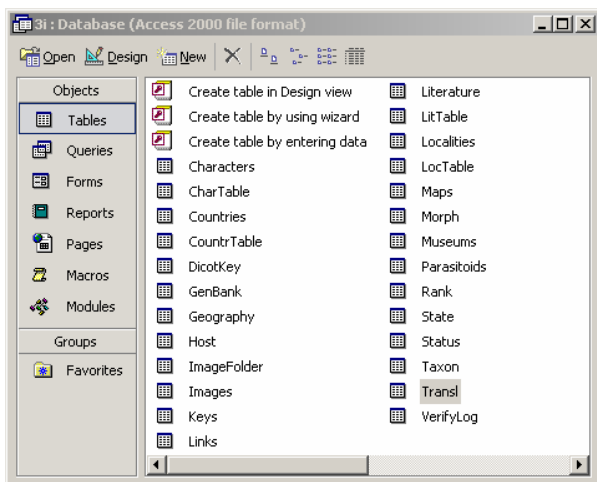 3i : Database (Access 2000 file format)
Open Design New
Objects
Tables
Queries
Forms
Reports
Pages
Macros
Modules
Groups
Favorites
Create table in Design view
Create table by using wizard
Create table by entering data
Characters
CharTable
Countries
CountrTable
DicotKey
GenBank
Geography
Host
ImageFolder
Images
Keys
Links
Literature
LitTable
Localities
LocTable
Maps
Morph
Museums
Parasitoids
Rank
State
Status
Taxon
Transl
VerifyLog